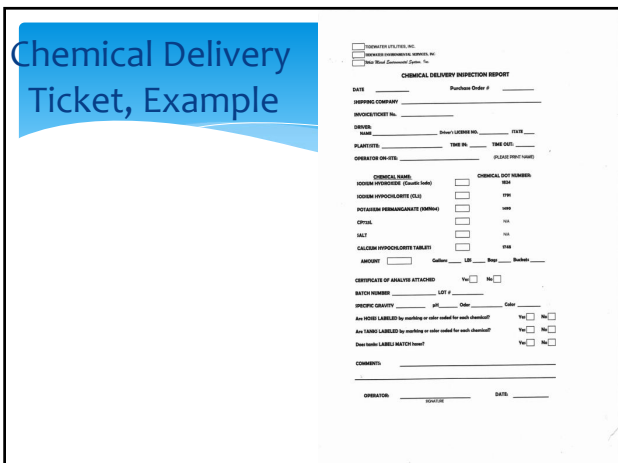 Chemical Delivery
Ticket, Example
TIDEWATER UTILITIES, INC.
TIDEWATER ENVIRONMENTAL SERVICES, INC.
White Marsh Environmental Systems, Inc.
CHEMICAL DELIVERY INSPECTION REPORT
DATE Purchase Order #
SHIPPING COMPANY
INVOICE/TICKET No.
DRIVER:
NAME Driver's LICENSE NO. STATE
PLANT/SITE: TIME IN: TIME OUT:
OPERATOR ON-SITE: (PLEASE PRINT NAME)
CHEMICAL NAME: CHEMICAL DOT NUMBER:
SODIUM HYDROXIDE (Caustic Soda) 1824
SODIUM HYPOCHLORITE (CL2) 1791
POTASSIUM PERMANGANATE (KMN04) 1490
N/A
SALT N/A
CALCIUM HYPOCHLORITE TABLETS 1748
AMOUNT Gallons LBS Bags Buckets
CERTIFICATE OF ANALYSIS ATTACHED Yes No
BATCH NUMBER LOT #
SPECIFIC GRAVITY pH Odor Color
Are HOSES LABELED by marking or color coded for each chemical? Yes No
Are TANKS LABELED by marking or color coded for each chemical? Yes No
Does tanks LABELS MATCH hoses? Yes No
COMMENTS:
OPERATOR: DATE:
SIGNATURE